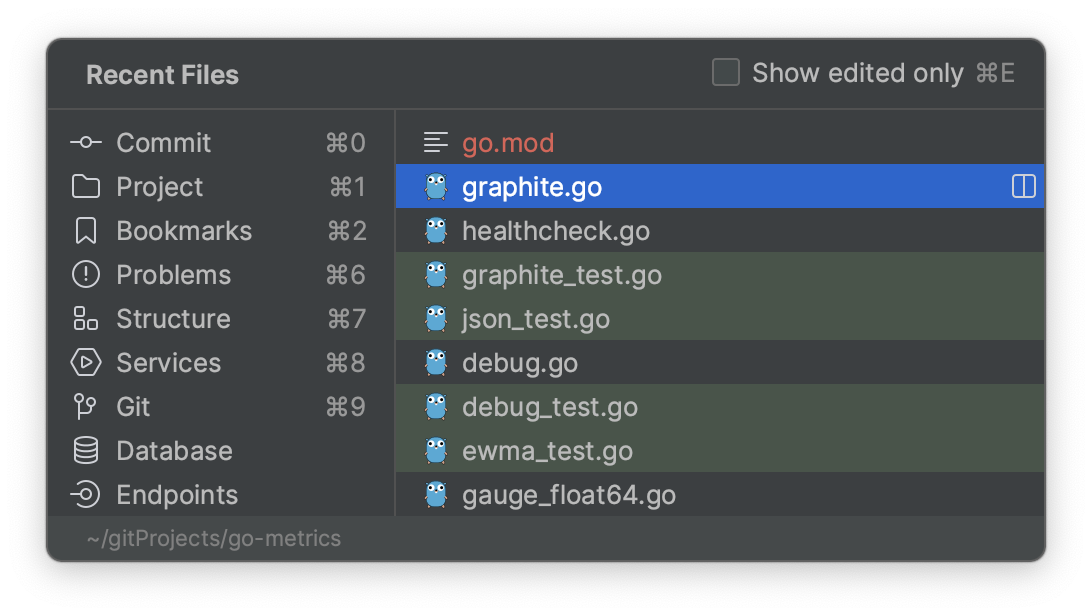 Recent Files
Show edited only ⌘E
Commit ⌘0
Project ⌘1
Bookmarks ⌘2
Problems ⌘6
Structure ⌘7
Services ⌘8
Git ⌘9
Database
Endpoints
go.mod
graphite.go
healthcheck.go
graphite_test.go
json_test.go
debug.go
debug_test.go
ewma_test.go
gauge_float64.go
~/gitProjects/go-metrics